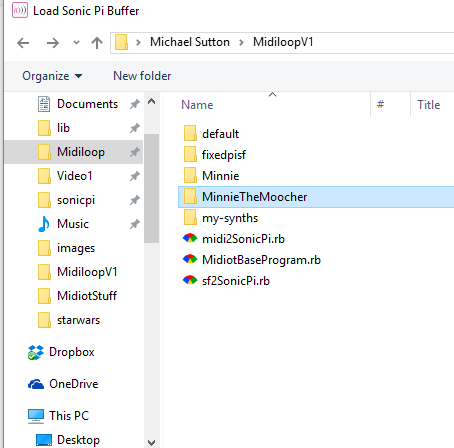 Load Sonic Pi Buffer
Michael Sutton > MidiloopV1
Organize New folder
Name # Title
Documents
lib
Midiloop
Video1
sonicpi
Music
images
MidiloopV1
MidiotStuff
starwars
Dropbox
OneDrive
This PC
Desktop
default
fixedpisf
Minnie
MinnieTheMoocher
my-synths
midi2SonicPi.rb
MidiotBaseProgram.rb
sf2SonicPi.rb